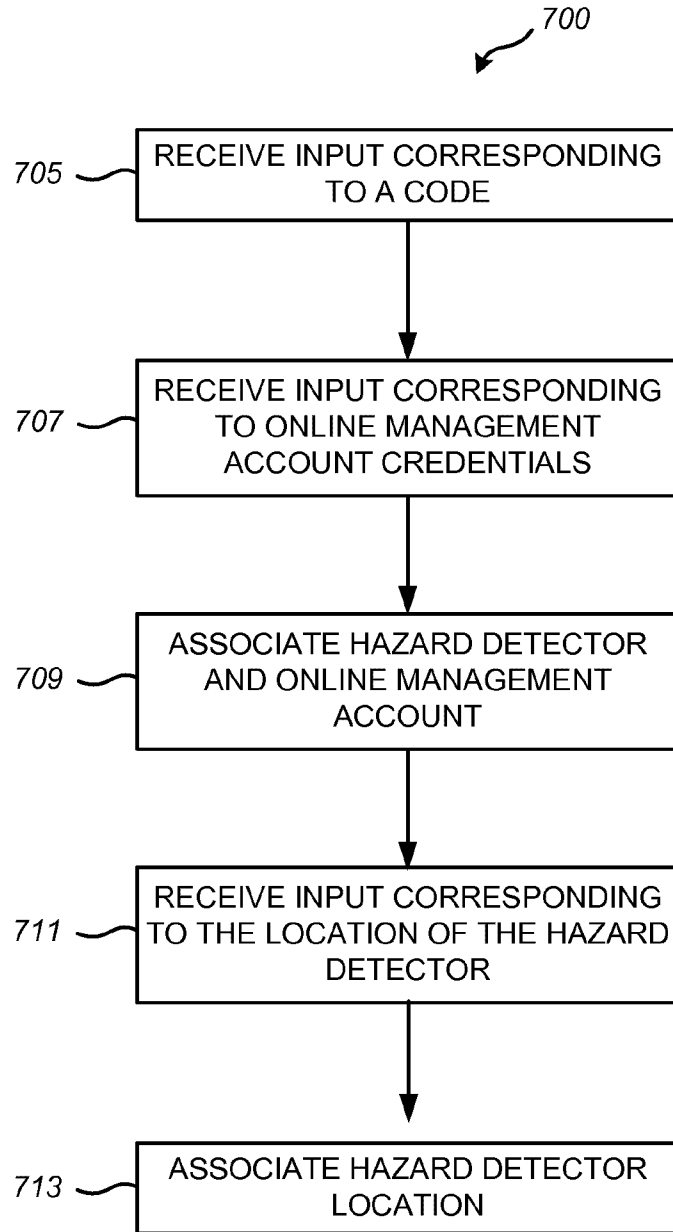 700
705
RECEIVE INPUT CORRESPONDING
TO A CODE
707
RECEIVE INPUT CORRESPONDING
TO ONLINE MANAGEMENT
ACCOUNT CREDENTIALS
709
ASSOCIATE HAZARD DETECTOR
AND ONLINE MANAGEMENT
ACCOUNT
711
RECEIVE INPUT CORRESPONDING
TO THE LOCATION OF THE HAZARD
DETECTOR
713
ASSOCIATE HAZARD DETECTOR
LOCATION